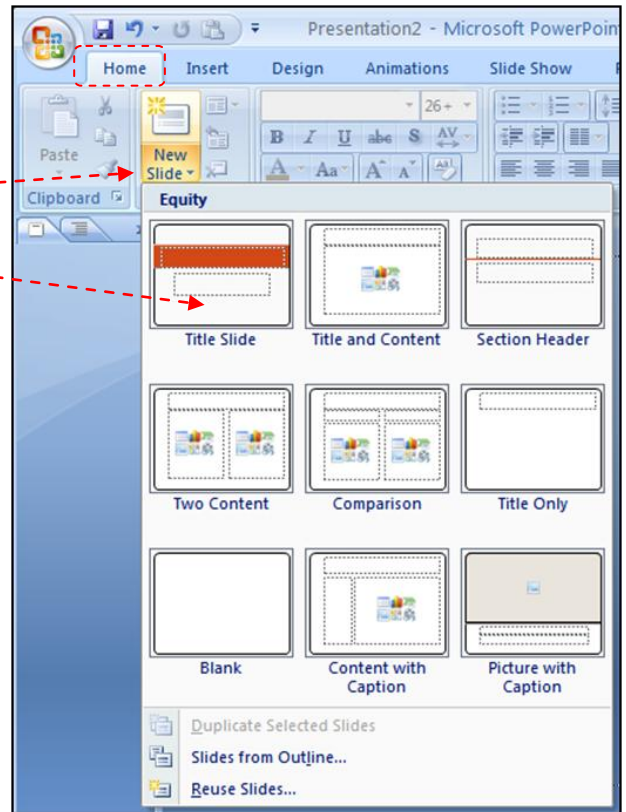 Presentation2 - Microsoft PowerPoin
Home Insert Design Animations Slide Show
26
B I U abc S AV
Paste
New
Slide
A Aa A A
Clipboard
Equity
Title Slide Title and Content Section Header
Two Content Comparison Title Only
Blank Content with Picture with
Caption Caption
Duplicate Selected Slides
Slides from Outline...
Reuse Slides...